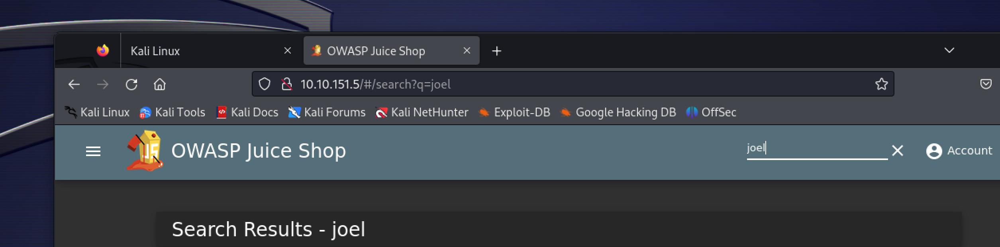 Kali Linux OWASP Juice Shop
10.10.151.5/#/search?q=joel
Kali Linux Kali Tools Kali Docs Kali Forums Kali NetHunter Exploit-DB Google Hacking DB OffSec
JS OWASP Juice Shop joel Account
Search Results - joel